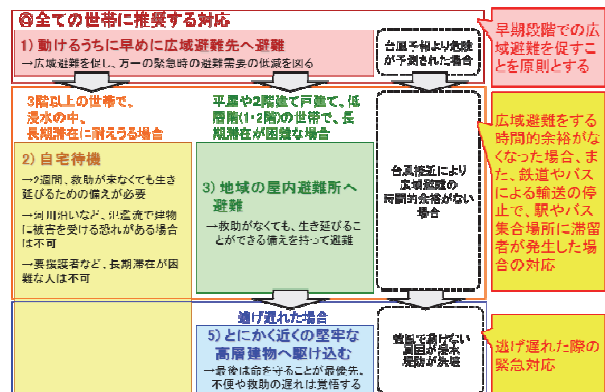 @全ての世帯に推奨する対応
1) 動けるうちに早めに広域避難先へ避難
→広域避難を促し、万一の緊急時の避難需要の低減を図る
台風予報より危険
が予測された場合
早期段階での広
域避難を促すこ
とを原則とする
3階以上の世帯で、
浸水の中、
長期滞在に耐えうる場合
2) 自宅待機
→2週間、救助が来なくても生き
延びるための備えが必要
→河川沿いなど、氾濫流で建物
に被害を受ける恐れがある場合
は不可
→要援護者など、長期滞在が困
難な人は不可
平屋や2階建て戸建て、低
層階(1・2階)の世帯で、長
期滞在が困難な場合
3) 地域の屋内避難所へ
避難
→救助がなくても、生き延びるこ
とができる備えを持って避難
台風接近により
広域避難の
時間的余裕がない
場合
広域避難をする
時間的余裕がな
くなった場合、ま
た、鉄道やバス
による輸送の停
止で、駅やバス
集合場所に滞留
者が発生した場
合の対応
逃げ遅れた場合
5) とにかく近くの堅牢な
高層建物へ駆け込む
→最後は命を守ることが最優先。
不便や救助の遅れは覚悟する
暴風で動けない
周囲が浸水
堤防が決壊
逃げ遅れた際の
緊急対応